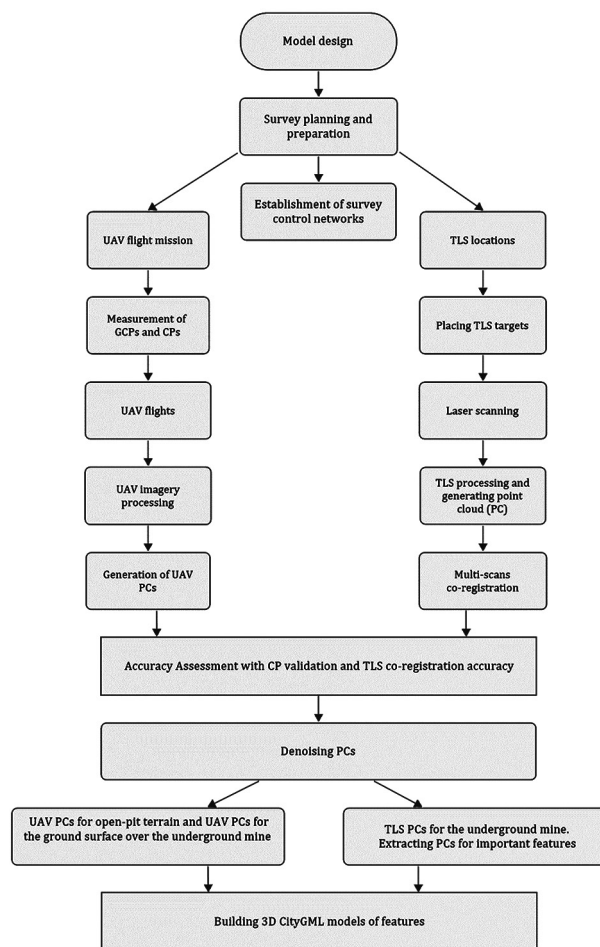 Model design
Survey planning and
preparation
Establishment of survey
control networks
UAV flight mission
Measurement of
GCPs and CPs
UAV flights
UAV imagery
processing
Generation of UAV
PCs
TLS locations
Placing TLS targets
Laser scanning
TLS processing and
generating point
cloud (PC)
Multi-scans
co-registration
Accuracy Assessment with CP validation and TLS co-registration accuracy
Denoising PCs
UAV PCs for open-pit terrain and UAV PCs for
the ground surface over the underground mine
TLS PCs for the underground mine.
Extracting PCs for important features
Building 3D CityGML models of features